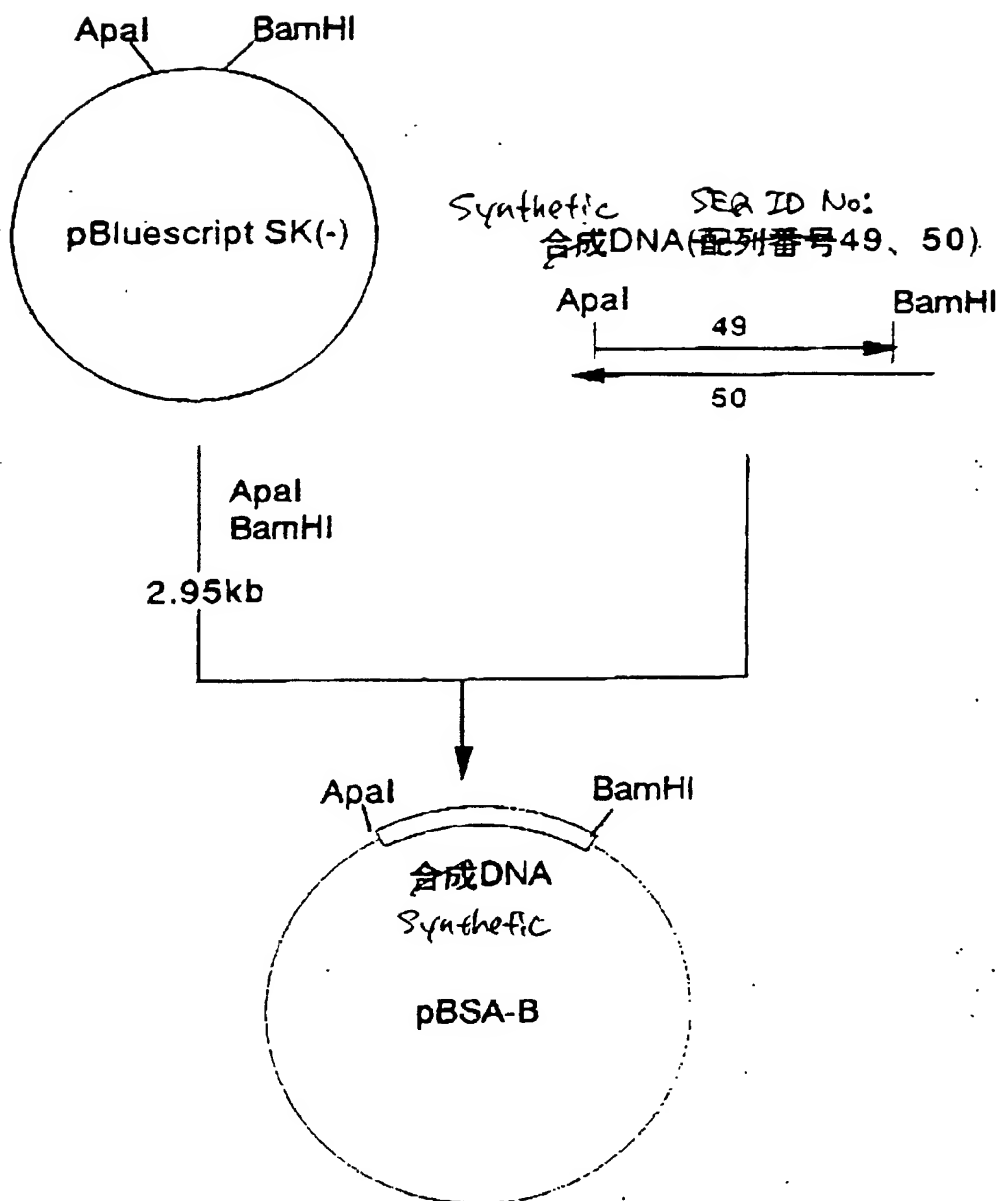 ApaI BamHI
pBluescript SK(-)
Synthetic SEQ ID No:
合成DNA(配列番号49、50)
ApaI BamHI
49
50
ApaI
BamHI
2.95kb
ApaI BamHI
合成DNA
Synthetic
pBSA-B